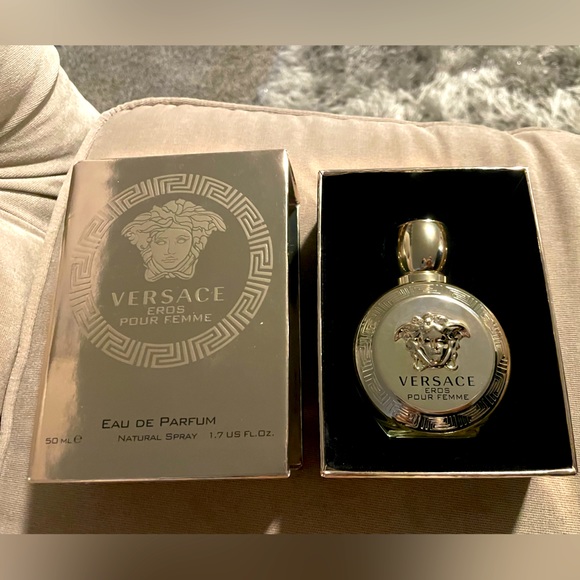 VERSACE
EROS
POUR FEMME
EAU DE PARFUM
50 ML e NATURAL SPRAY 1.7 US FL.OZ.
VERSACE
EROS
POUR FEMME